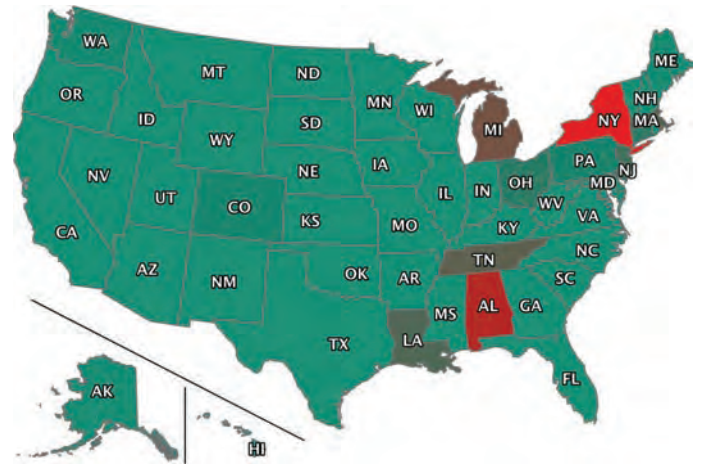 WA
ME
MT
ND
OR
MN
NH
ID
WI
NY
MA
SD
WY
MI
IA
PA
NJ
NE
OH
NV
IL
IN
MD
UT
WV
CO
VA
CA
KS
MO
KY
NC
TN
AZ
OK
AR
NM
SC
MS
AL
GA
TX
LA
FL
AK
HI